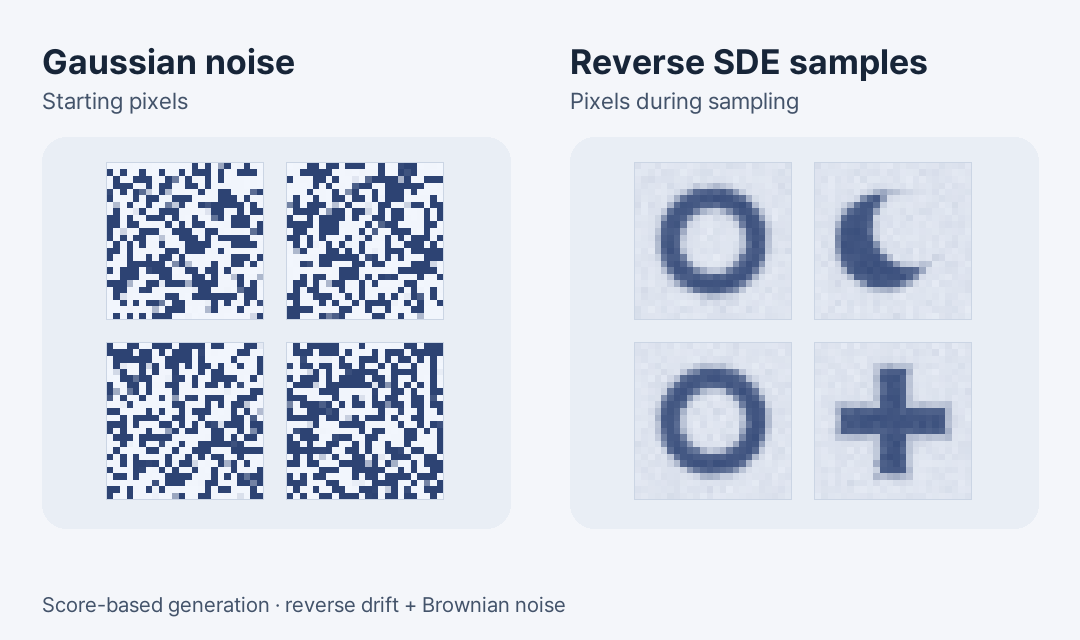 Gaussian noise
Starting pixels
Reverse SDE samples
Pixels during sampling
Score-based generation · reverse drift + Brownian noise